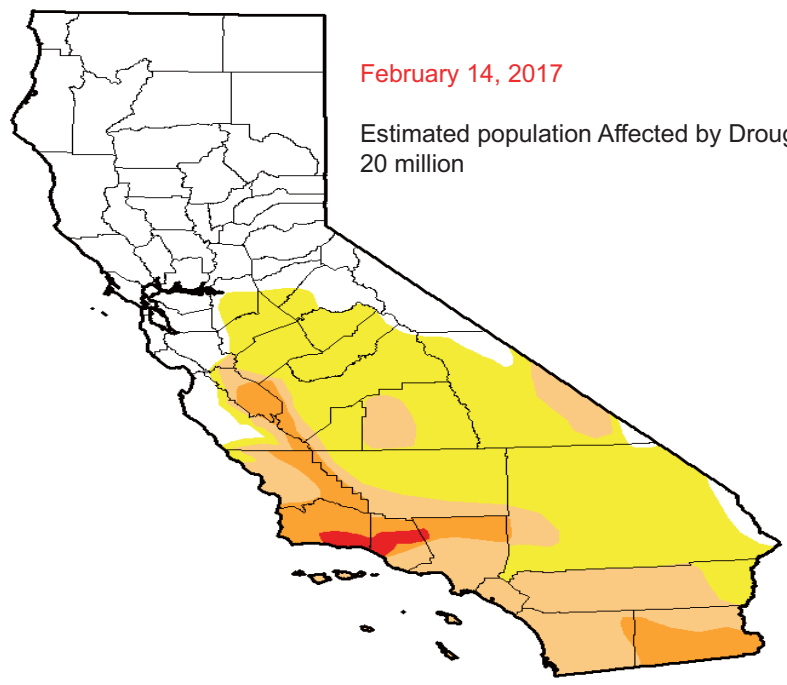 February 14, 2017
Estimated population Affected by Droug
20 million